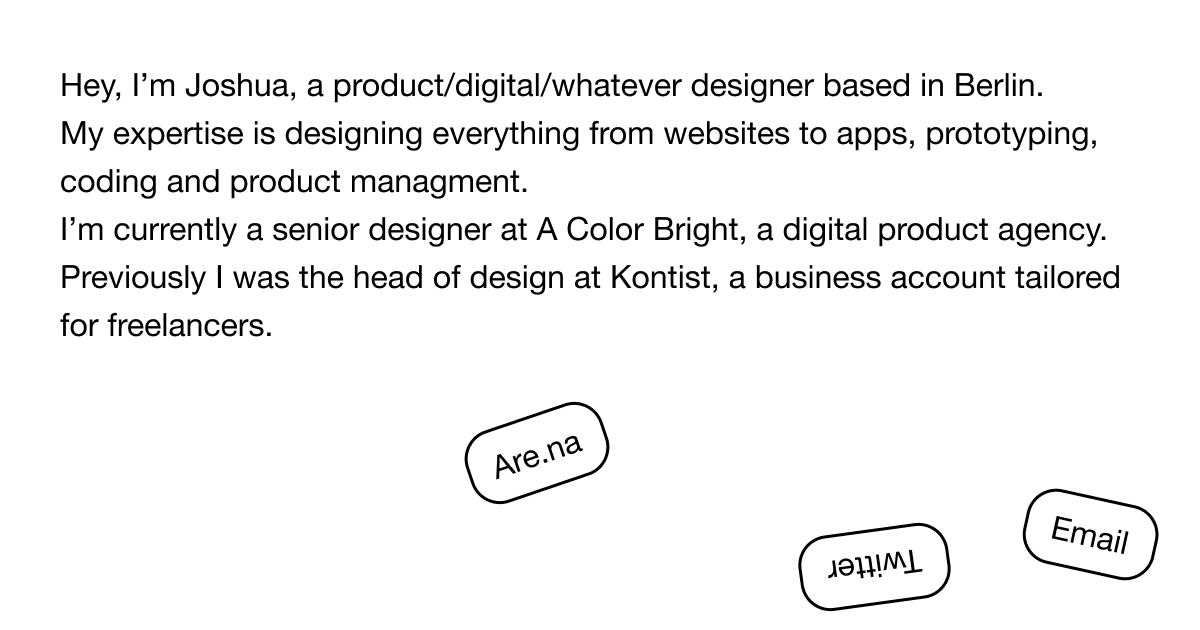 Hey, I’m Joshua, a product/digital/whatever designer based in Berlin.
My expertise is designing everything from websites to apps, prototyping,
coding and product managment.
I’m currently a senior designer at A Color Bright, a digital product agency.
Previously I was the head of design at Kontist, a business account tailored
for freelancers.
Are.na
Twitter
Email